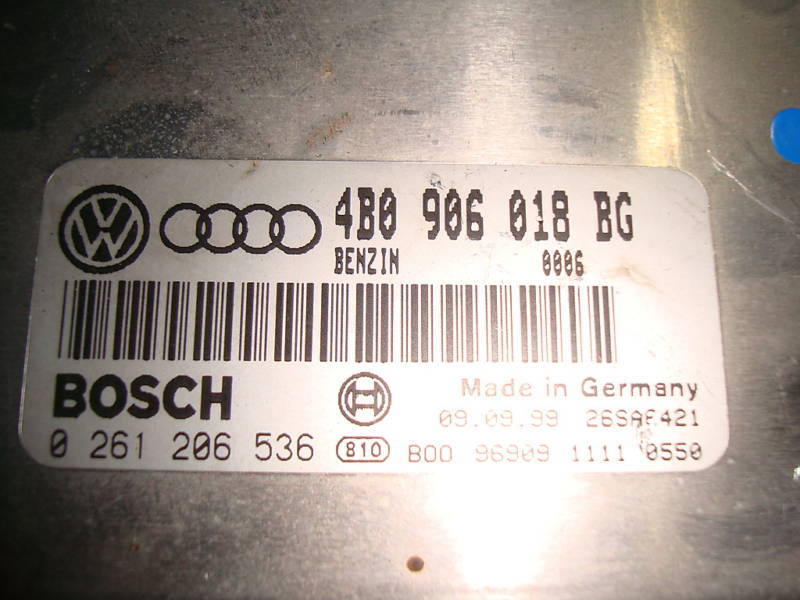 4B0 906 018 BG
BENZIN 0006
BOSCH Made in Germany
09.09.99 26SAE421
0 261 206 536 810 B00 96909 1111 0550